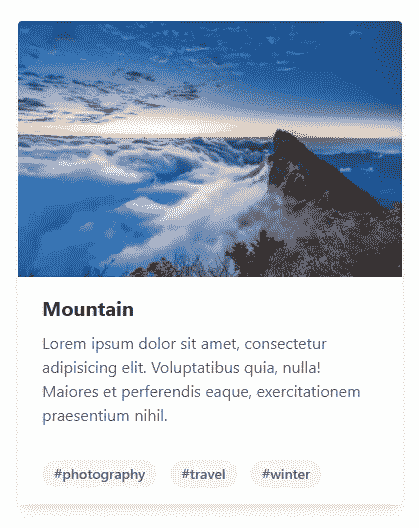 Mountain
Lorem ipsum dolor sit amet, consectetur
adipisicing elit. Voluptatibus quia, nulla!
Maiores et perferendis eaque, exercitationem
praesentium nihil.
#photography #travel #winter